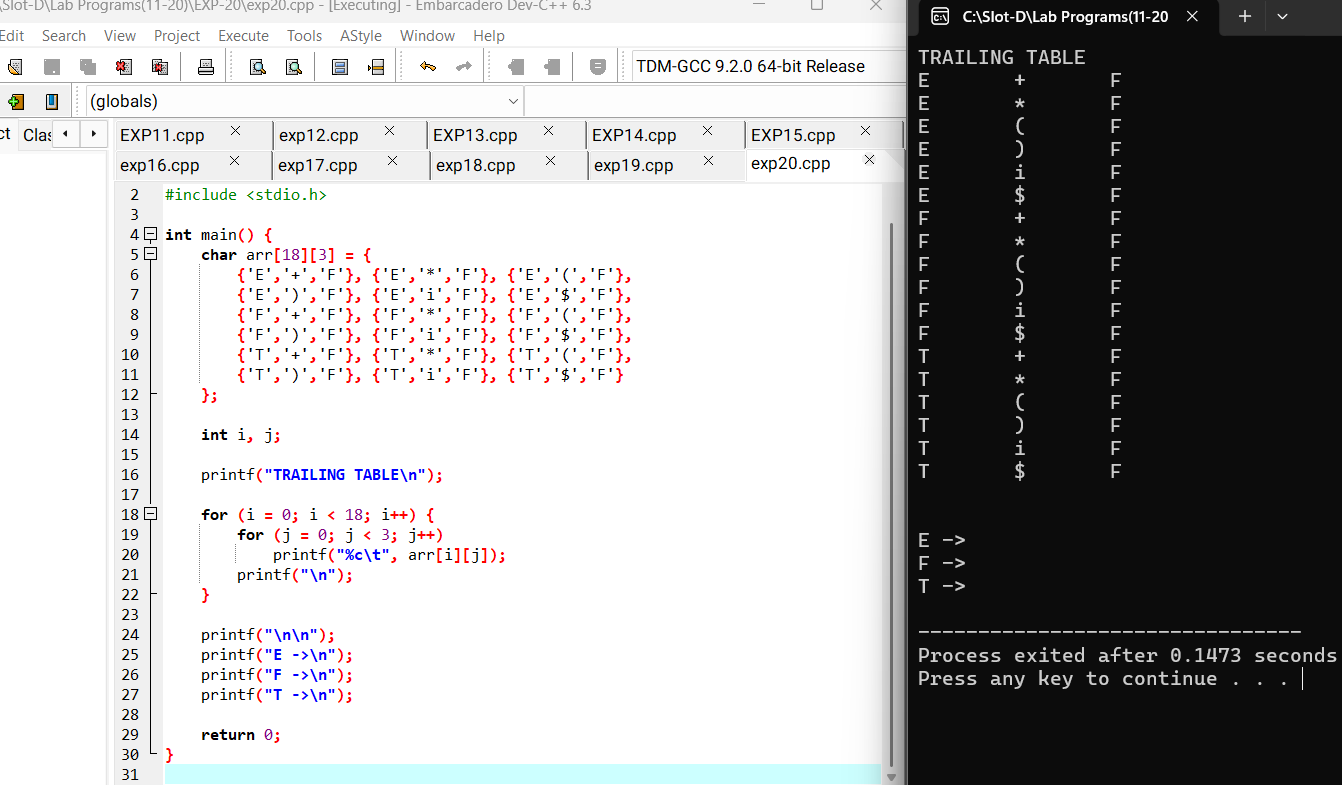 \Slot-D\Lab Programs(11-20)\EXP-20\exp20.cpp - [Executing] - Embarcadero Dev-C++ 6.3
Edit Search View Project Execute Tools AStyle Window Help
TDM-GCC 9.2.0 64-bit Release
(globals)
ct Clas EXP11.cpp exp12.cpp EXP13.cpp EXP14.cpp EXP15.cpp
exp16.cpp exp17.cpp exp18.cpp exp19.cpp exp20.cpp
2 #include <stdio.h>
3
4 int main() {
5 char arr[18][3] = {
6 {'E','+','F'}, {'E','*','F'}, {'E','(','F'},
7 {'E',')','F'}, {'E','i','F'}, {'E','$','F'},
8 {'F','+','F'}, {'F','*','F'}, {'F','(','F'},
9 {'F',')','F'}, {'F','i','F'}, {'F','$','F'},
10 {'T','+','F'}, {'T','*','F'}, {'T','(','F'},
11 {'T',')','F'}, {'T','i','F'}, {'T','$','F'}
12 };
13
14 int i, j;
15
16 printf("TRAILING TABLE\n");
17
18 for (i = 0; i < 18; i++) {
19 for (j = 0; j < 3; j++)
20 printf("%c\t", arr[i][j]);
21 printf("\n");
22 }
23
24 printf("\n\n");
25 printf("E ->\n");
26 printf("F ->\n");
27 printf("T ->\n");
28
29 return 0;
30 }
31
C:\Slot-D\Lab Programs(11-20
TRAILING TABLE
E + F
E * F
E ( F
E ) F
E i F
E $ F
F + F
F * F
F ( F
F ) F
F i F
F $ F
T + F
T * F
T ( F
T ) F
T i F
T $ F
E ->
F ->
T ->
--------------------------------
Process exited after 0.1473 seconds
Press any key to continue . . .